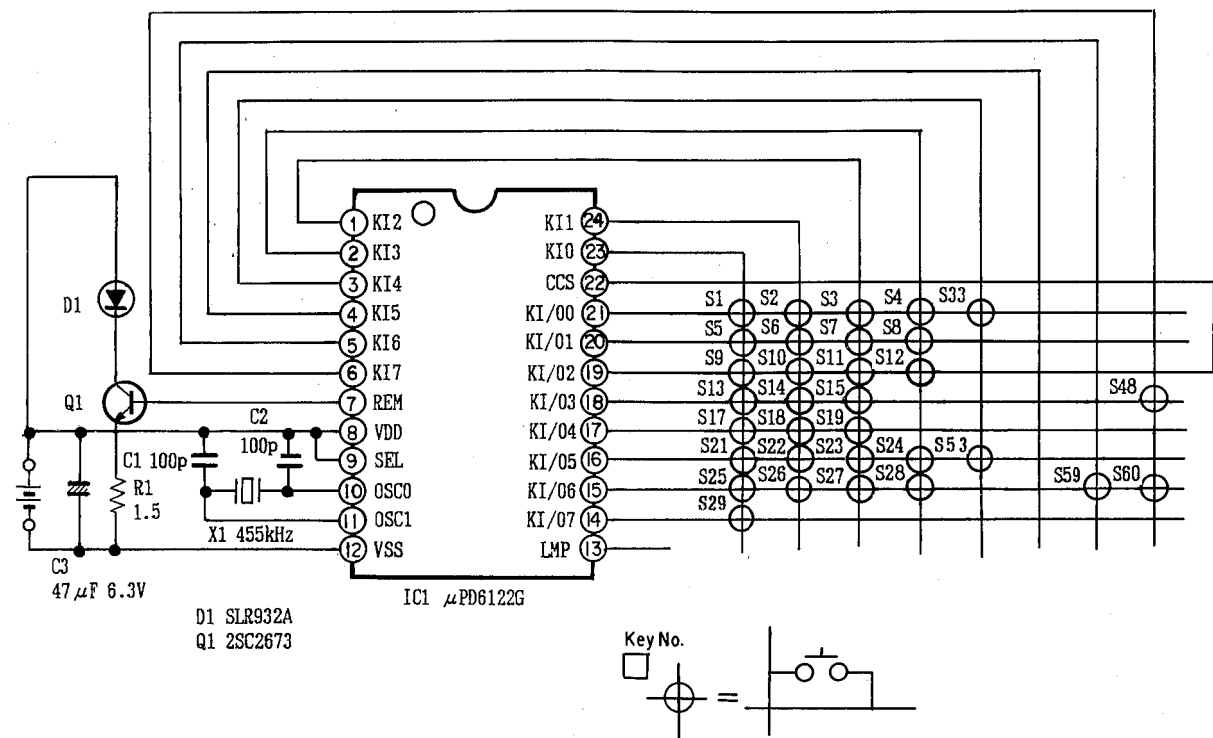 1 KI2
2 KI3
3 KI4
4 KI5
5 KI6
6 KI7
7 REM
8 VDD
9 SEL
10 OSC0
11 OSC1
12 VSS
KI1 24
KI0 23
CCS 22
KI/00 21
KI/01 20
KI/02 19
KI/03 18
KI/04 17
KI/05 16
KI/06 15
KI/07 14
LMP 13
D1
Q1
C2
100p
C1 100p
R1
1.5
X1 455kHz
C3
47μF 6.3V
D1 SLR932A
Q1 2SC2673
IC1 μPD6122G
S1 S2 S3 S4 S33
S5 S6 S7 S8
S9 S10 S11 S12
S13 S14 S15 S48
S17 S18 S19
S21 S22 S23 S24 S53
S25 S26 S27 S28 S59 S60
S29
Key No.
=